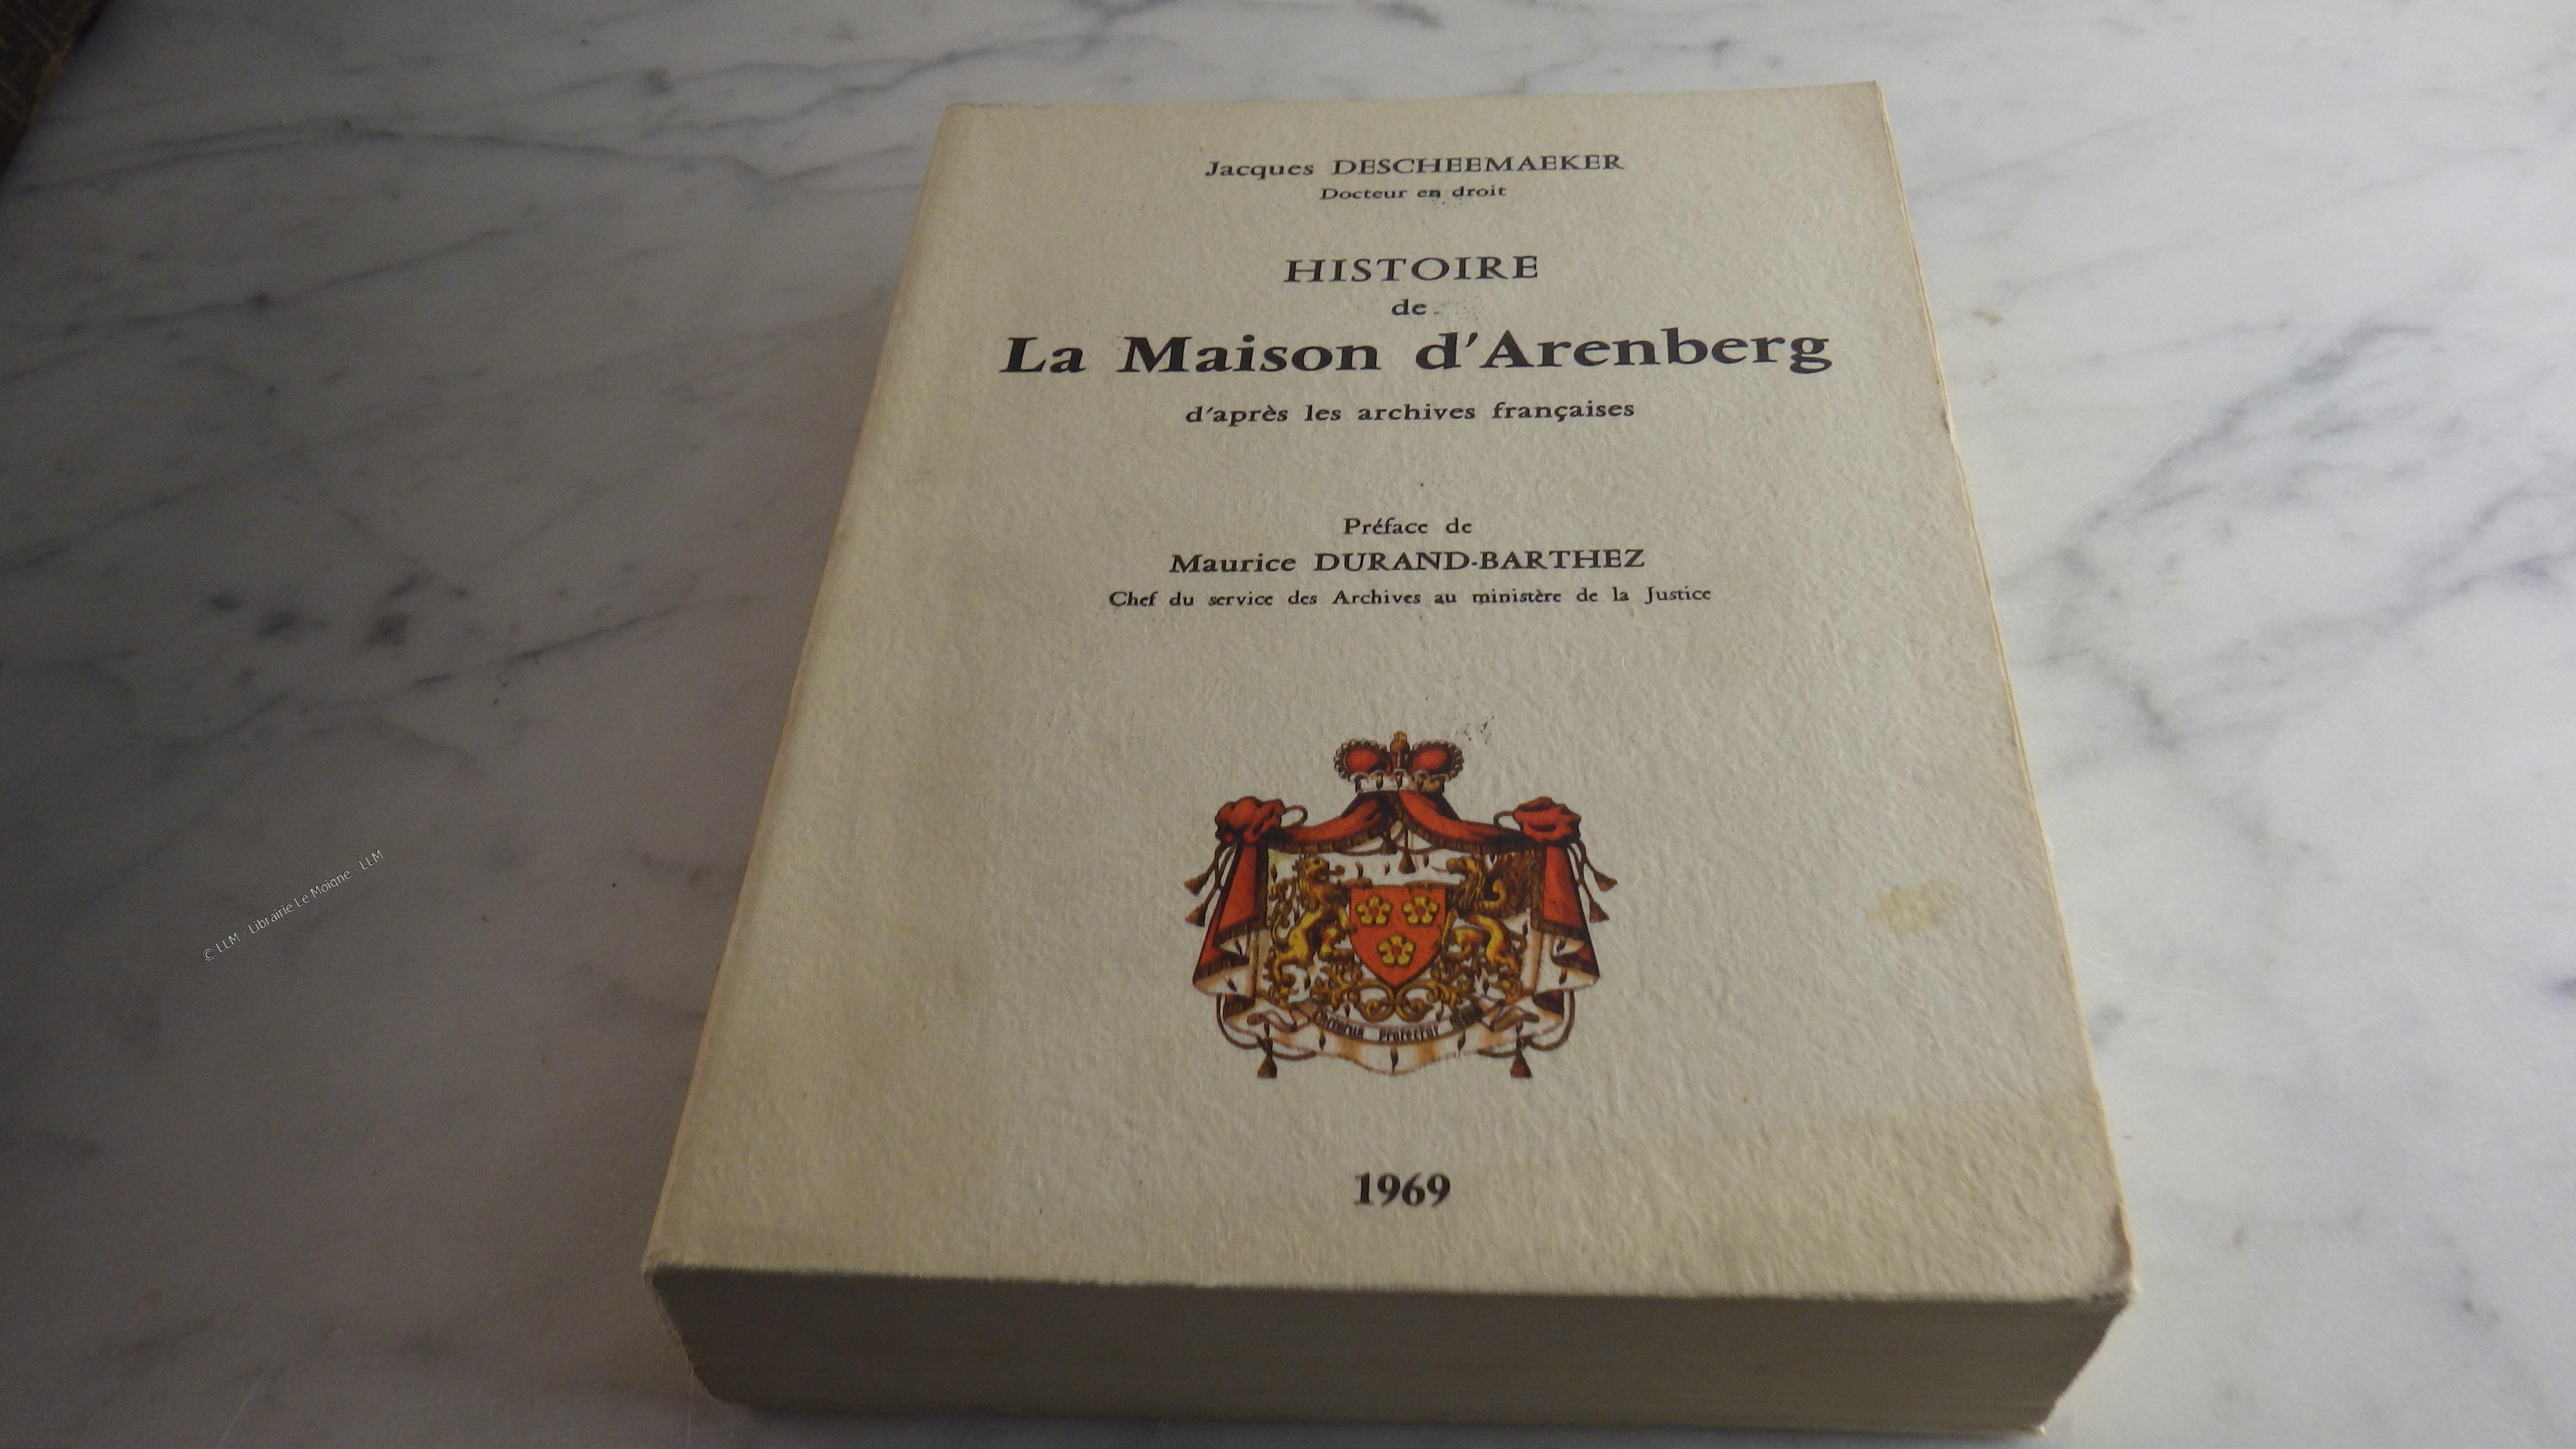 Jacques DESCHEEMAEKER
Docteur en droit
HISTOIRE
de
La Maison d'Arenberg
d'après les archives françaises
Préface de
Maurice DURAND-BARTHEZ
Chef du service des Archives au ministère de la Justice
protector
1969
© LLM - Librairie Le Moigne - LLM